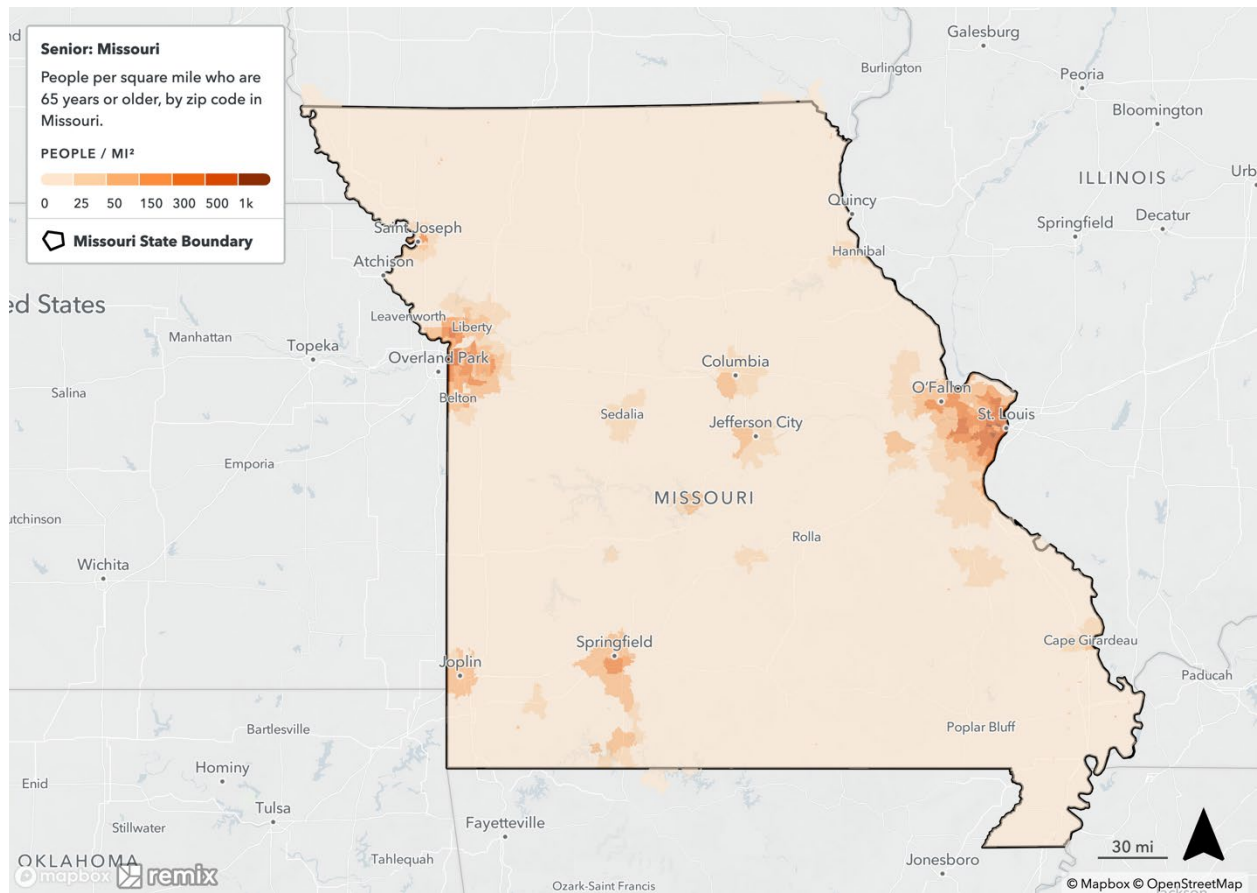 Senior: Missouri
People per square mile who are
65 years or older, by zip code in
Missouri.
PEOPLE / MI²
0 25 50 150 300 500 1k
Missouri State Boundary
Galesburg
Burlington
Peoria
Bloomington
ILLINOIS
Urb
Quincy
Springfield
Decatur
Hannibal
Saint Joseph
Atchison
ed States
Leavenworth
Liberty
Manhattan
Topeka
Overland Park
Columbia
O'Fallon
Salina
Belton
Sedalia
Jefferson City
St. Louis
Emporia
MISSOURI
utchinson
Rolla
Wichita
Springfield
Cape Girardeau
Joplin
Paducah
Bartlesville
Poplar Bluff
Hominy
Enid
Tulsa
Stillwater
Fayetteville
30 mi
OKLAHOMA
Tahlequah
Jonesboro
mapbox remix
Ozark-Saint Francis
© Mapbox © OpenStreetMap